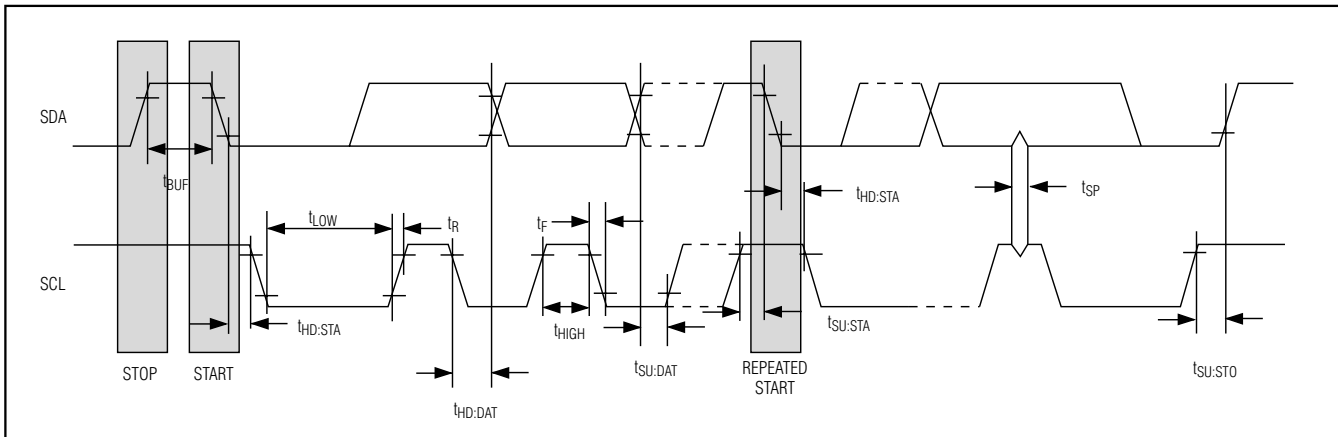 SDA
tBUF
tHD:STA
tSP
tLOW
tR
tF
SCL
tHD:STA
tHIGH
tSU:STA
tSU:DAT
STOP
START
REPEATED
START
tSU:STO
tHD:DAT